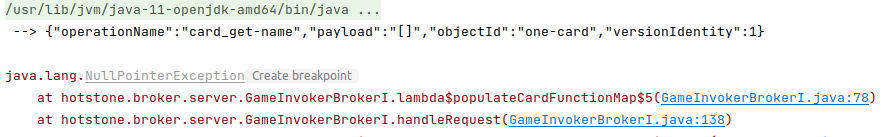 /usr/lib/jvm/java-11-openjdk-amd64/bin/java ...
--> {"operationName":"card_get-name","payload":"[]","objectId":"one-card","versionIdentity":1}
java.lang.NullPointerException Create breakpoint
at hotstone.broker.server.GameInvokerBrokerI.lambda$populateCardFunctionMap$5(GameInvokerBrokerI.java:78)
at hotstone.broker.server.GameInvokerBrokerI.handleRequest(GameInvokerBrokerI.java:138)